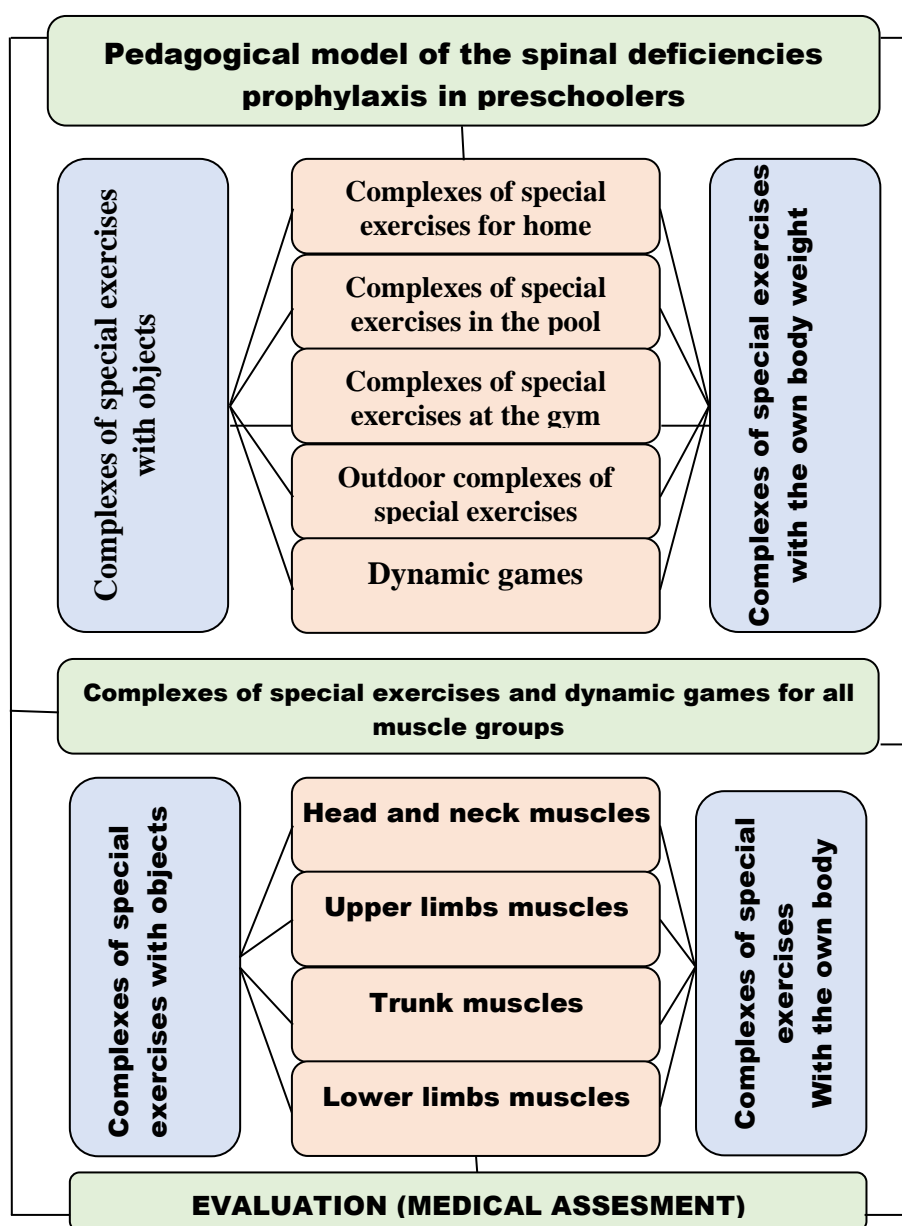 Pedagogical model of the spinal deficiencies
prophylaxis in preschoolers
Complexes of special exercises
with objects
Complexes of special
exercises for home
Complexes of special
exercises in the pool
Complexes of special
exercises at the gym
Outdoor complexes of
special exercises
Dynamic games
Complexes of special exercises
with the own body weight
Complexes of special exercises and dynamic games for all
muscle groups
Complexes of special
exercises with objects
Head and neck muscles
Upper limbs muscles
Trunk muscles
Lower limbs muscles
Complexes of special
exercises
With the own body
EVALUATION (MEDICAL ASSESMENT)